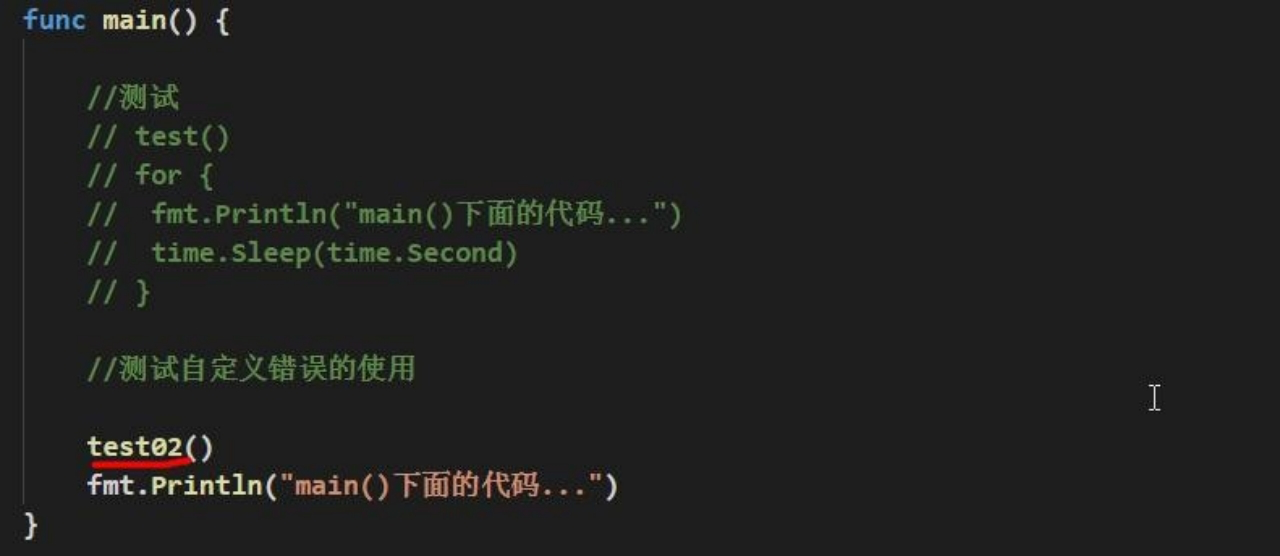 func main() {
//测试
// test()
// for {
//  fmt.Println("main()下面的代码...")
//  time.Sleep(time.Second)
// }
//测试自定义错误的使用
test02()
fmt.Println("main()下面的代码...")
}